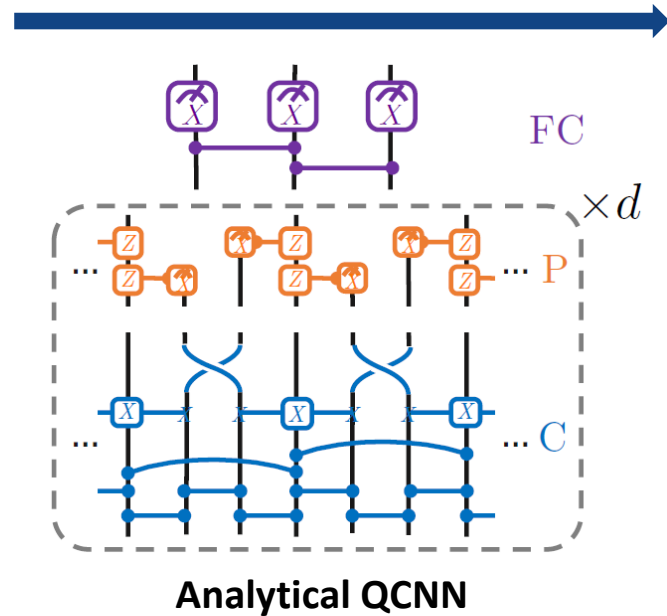 X X X
FC
× d
Z X Z X Z
... Z X Z X Z ... P
X X X X X X X
... ... C
Analytical QCNN